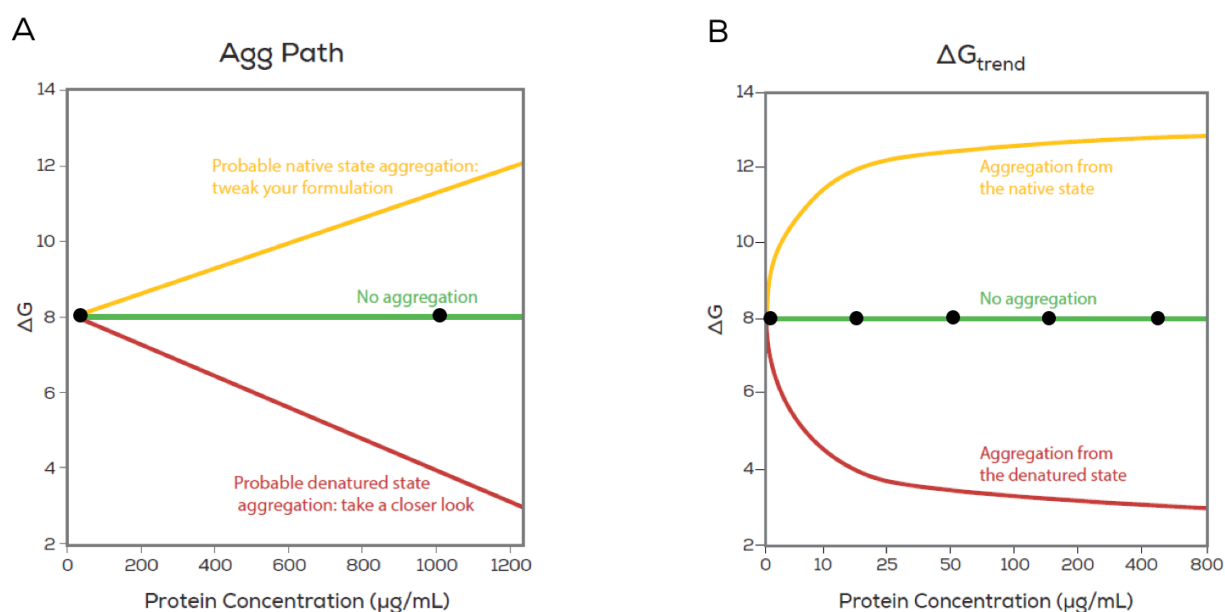 A
Agg Path
14
12
10
8
6
4
2
ΔG
Probable native state aggregation:
tweak your formulation
No aggregation
Probable denatured state
aggregation: take a closer look
0 200 400 600 800 1000 1200
Protein Concentration (µg/mL)
B
ΔGtrend
14
12
10
8
6
4
2
ΔG
Aggregation from
the native state
No aggregation
Aggregation from
the denatured state
0 10 25 50 100 200 400 800
Protein Concentration (µg/mL)